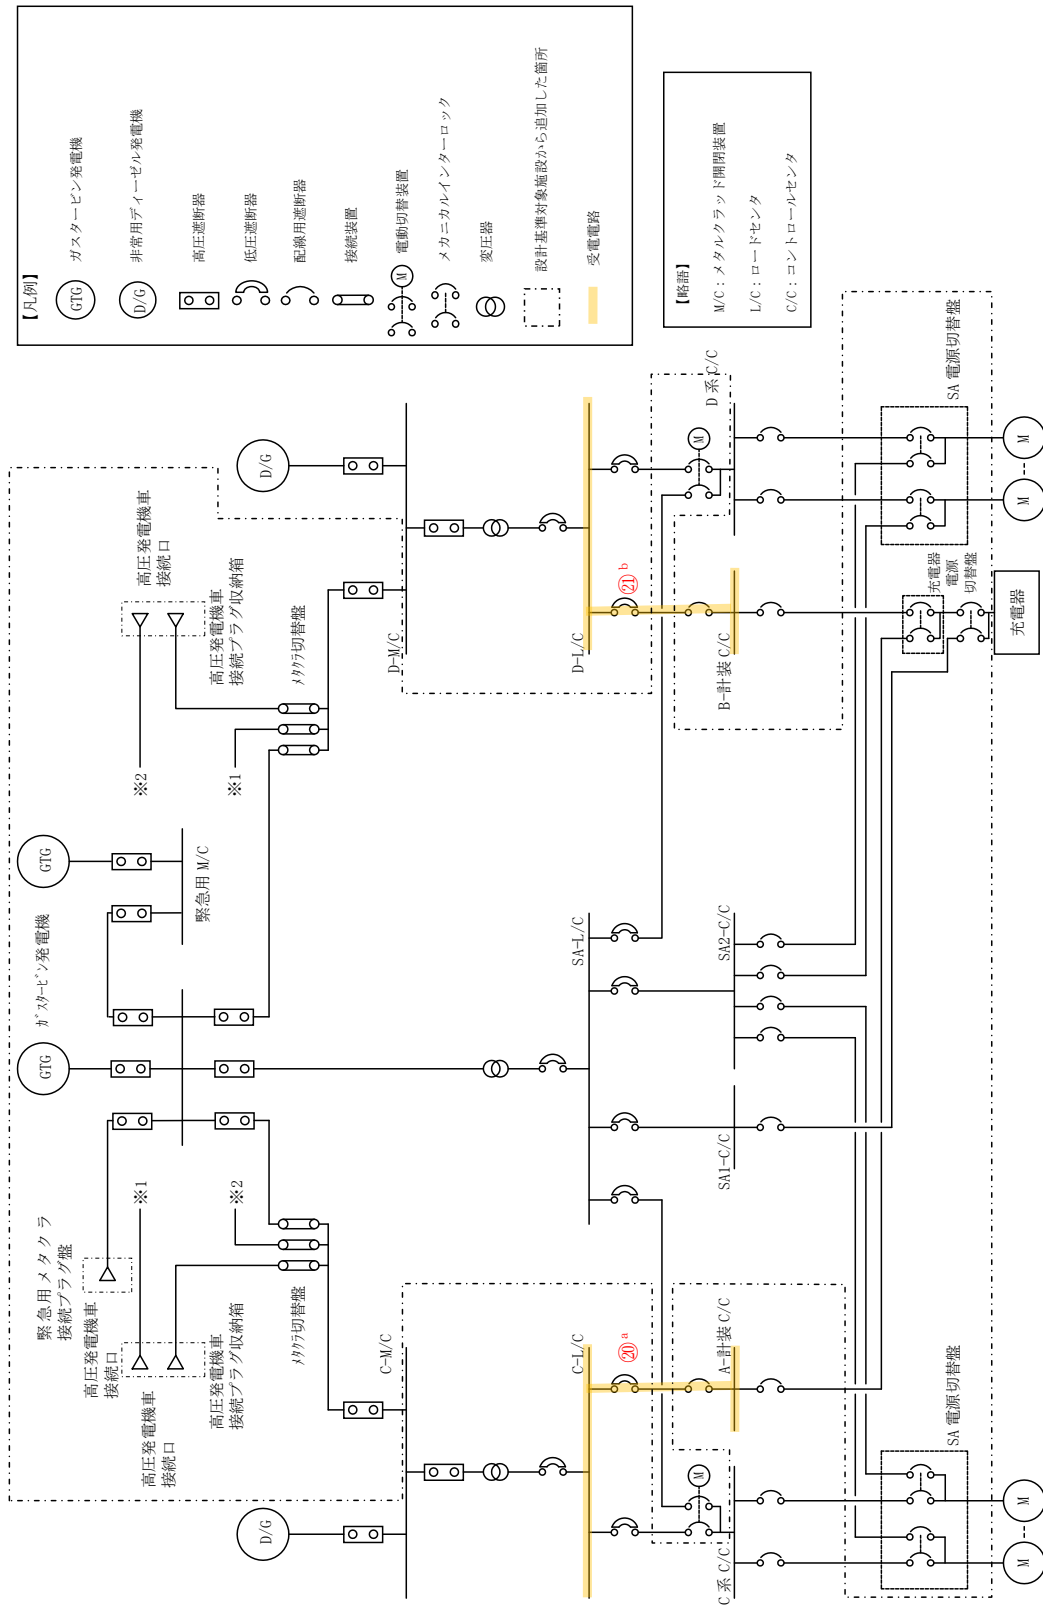 【凡例】
GTG
ガスタービン発電機
D/G
非常用ディーゼル発電機
高圧遮断器
低圧遮断器
配線用遮断器
接続装置
M
電動切替装置
メカニカルインターロック
変圧器
設計基準対象施設から追加した箇所
受電電路
【略語】
M/C：メタルクラッド開閉装置
L/C：ロードセンタ
C/C：コントロールセンタ
緊急用メタクラ
接続プラグ盤
GTG
ｶﾞｽﾀｰﾋﾞﾝ発電機
GTG
緊急用 M/C
高圧発電機車
接続口
高圧発電機車
接続口
高圧発電機車
接続プラグ収納箱
※1
※2
ﾒﾀｸﾗ切替盤
※2
※1
高圧発電機車
接続口
高圧発電機車
接続プラグ収納箱
ﾒﾀｸﾗ切替盤
D/G
D/G
C-M/C
D-M/C
C-L/C
SA-L/C
D-L/C
⑳a
㉑b
M
M
C 系 C/C
A-計装 C/C
SA1-C/C
SA2-C/C
B-計装 C/C
D 系 C/C
SA 電源切替盤
SA 電源切替盤
充電器
電源
切替盤
充電器
M
M
M
M